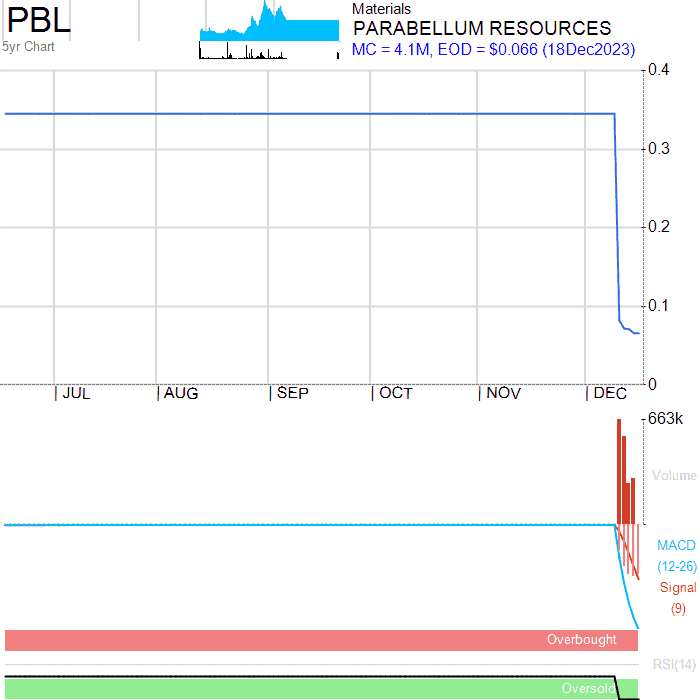 PBL
5yr Chart
Materials
PARABELLUM RESOURCES
MC = 4.1M, EOD = $0.066 (18Dec2023)
0.4
0.3
0.2
0.1
0
JUL AUG SEP OCT NOV DEC
663k
Volume
MACD
(12-26)
Signal
(9)
Overbought
RSI(14)
Oversold